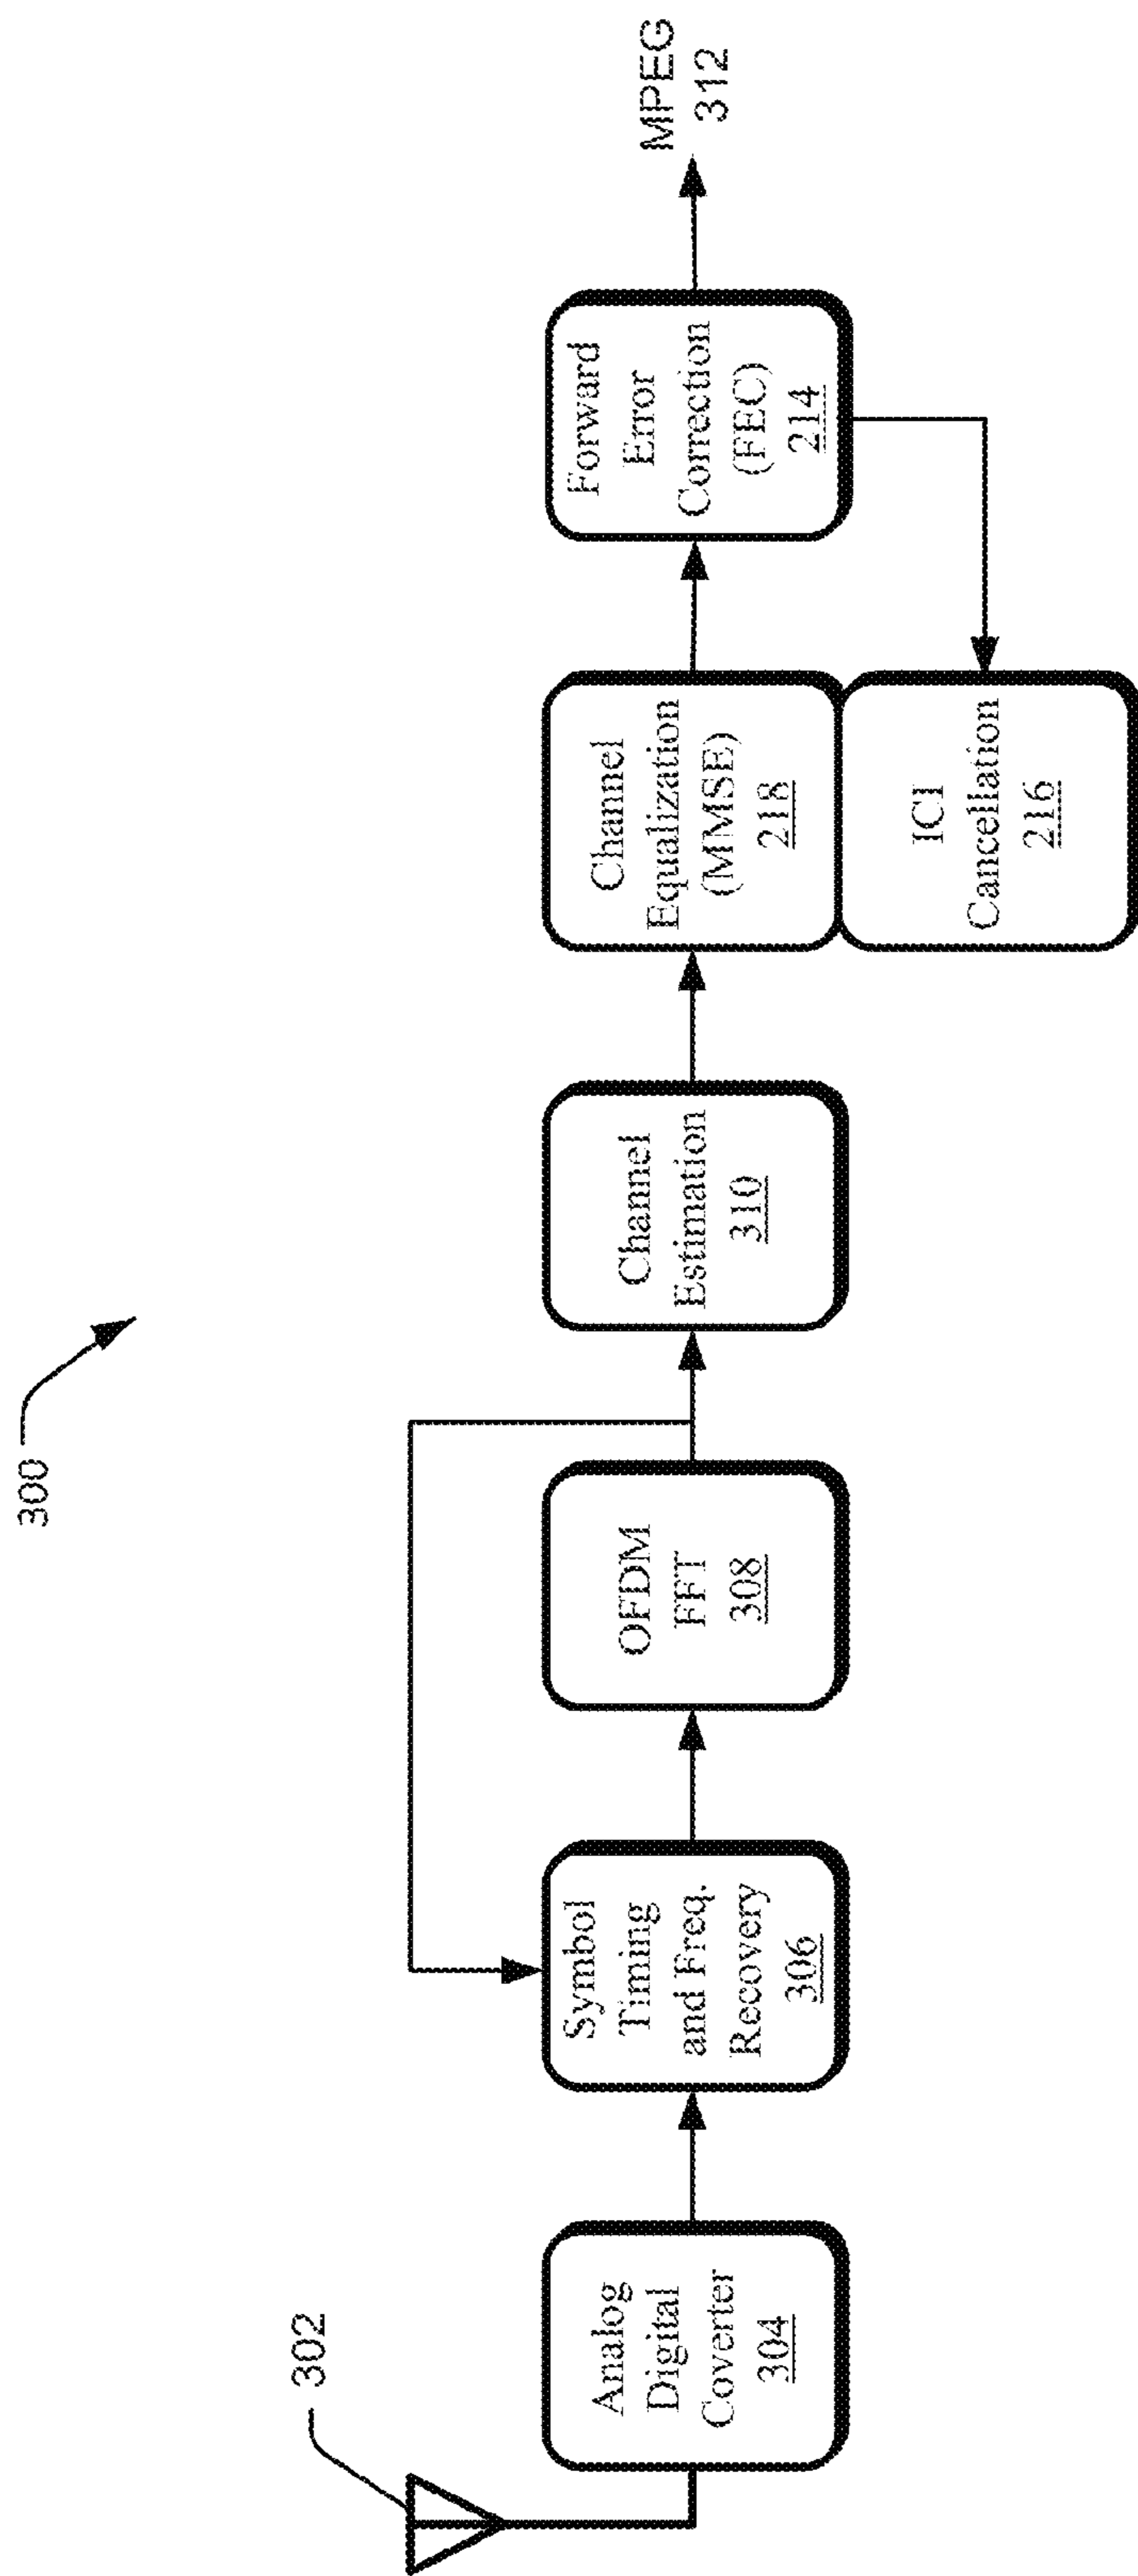 300
302
Analog
Digital
Coverter
304
Symbol
Timing
and Freq.
Recovery
306
OFDM
FFT
308
Channel
Estimation
310
Channel
Equalization
(MMSE)
218
ICI
Cancellation
216
Forward
Error
Correction
(FEC)
214
MPEG
312